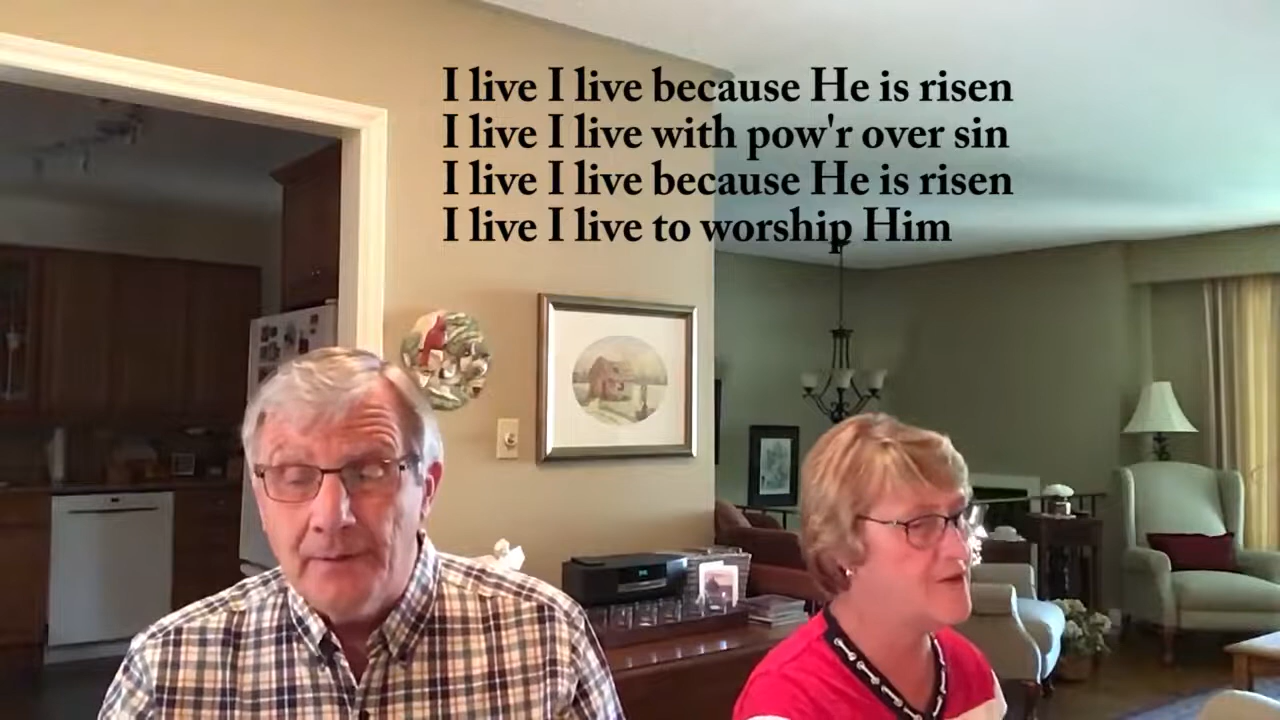 I live I live because He is risen
I live I live with pow'r over sin
I live I live because He is risen
I live I live to worship Him